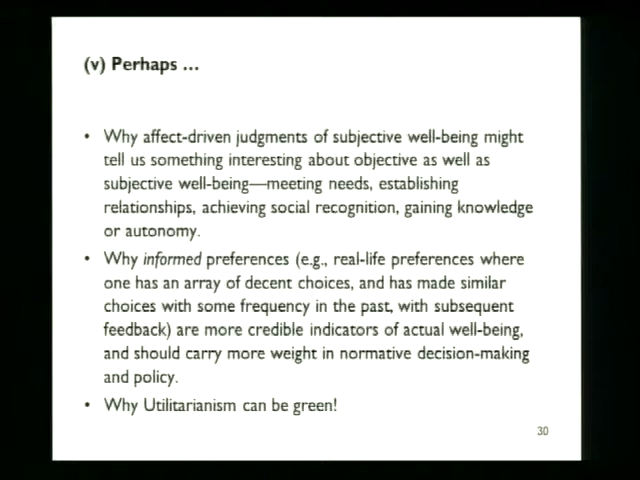 (v) Perhaps ...
• Why affect-driven judgments of subjective well-being might
tell us something interesting about objective as well as
subjective well-being—meeting needs, establishing
relationships, achieving social recognition, gaining knowledge
or autonomy.
• Why informed preferences (e.g., real-life preferences where
one has an array of decent choices, and has made similar
choices with some frequency in the past, with subsequent
feedback) are more credible indicators of actual well-being,
and should carry more weight in normative decision-making
and policy.
• Why Utilitarianism can be green!
30